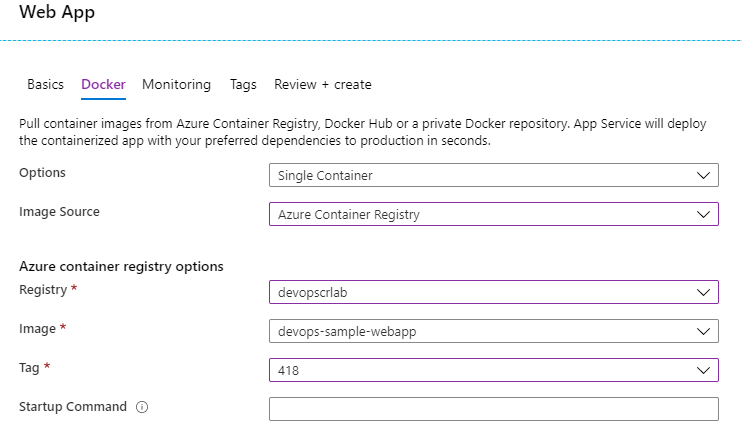 Web App
Basics Docker Monitoring Tags Review + create
Pull container images from Azure Container Registry, Docker Hub or a private Docker repository. App Service will deploy
the containerized app with your preferred dependencies to production in seconds.
Options Single Container
Image Source Azure Container Registry
Azure container registry options
Registry * devopscrlab
Image * devops-sample-webapp
Tag * 418
Startup Command